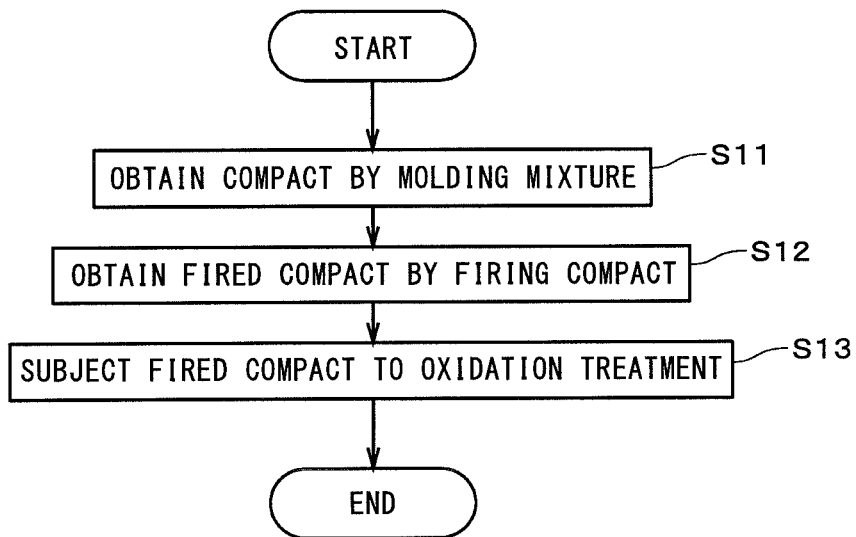 START
OBTAIN COMPACT BY MOLDING MIXTURE
S11
OBTAIN FIRED COMPACT BY FIRING COMPACT
S12
SUBJECT FIRED COMPACT TO OXIDATION TREATMENT
S13
END